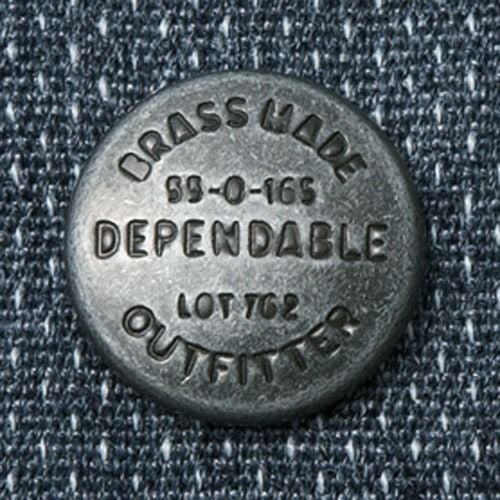 BRASS MADE
55-0-165
DEPENDABLE
LOT 762
OUTFITTER